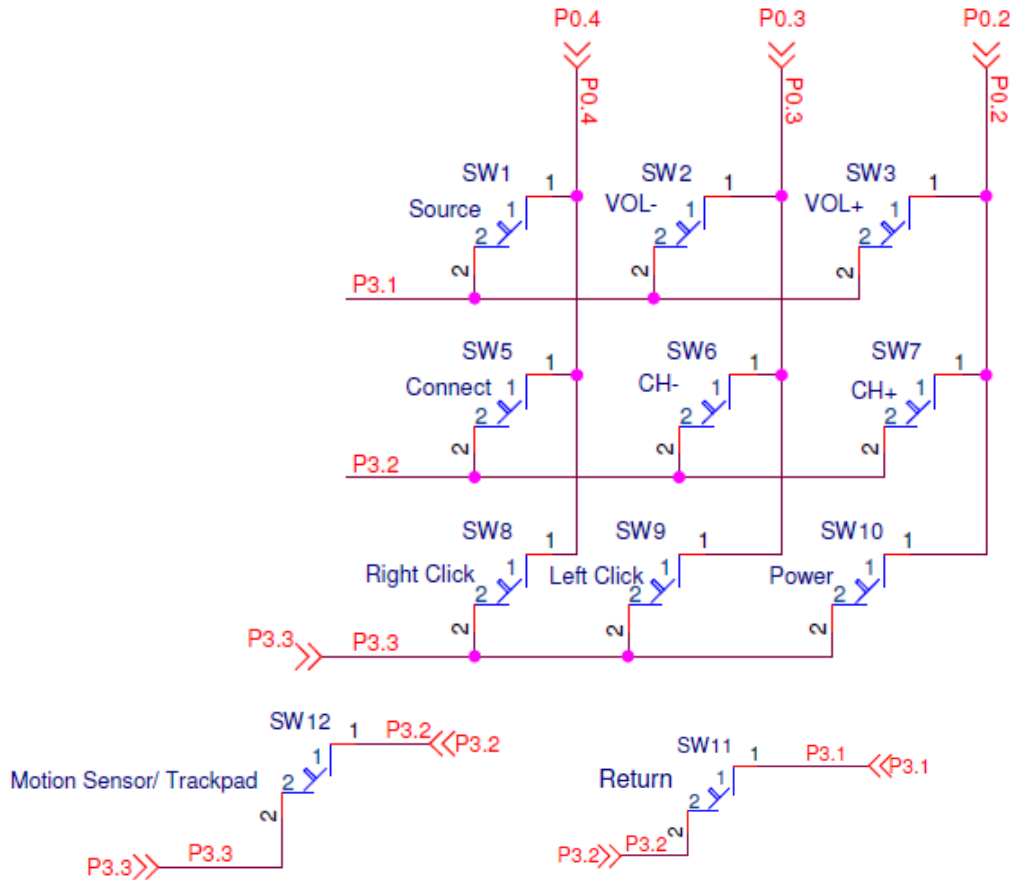 P0.4 P0.3 P0.2
P0.4 P0.3 P0.2
SW1 1 SW2 1 SW3 1
Source 1 VOL- 1 VOL+ 1
2 2 2
2 2 2
P3.1
SW5 1 SW6 1 SW7 1
Connect 1 CH- 1 CH+ 1
2 2 2
2 2 2
P3.2
SW8 1 SW9 1 SW10 1
Right Click 1 Left Click 1 Power 1
2 2 2
2 2 2
P3.3 P3.3
SW12 1 P3.2 P3.2
1
Motion Sensor/ Trackpad 2
2
P3.3 P3.3
SW11 1 P3.1 P3.1
Return 1
2
2
P3.2 P3.2